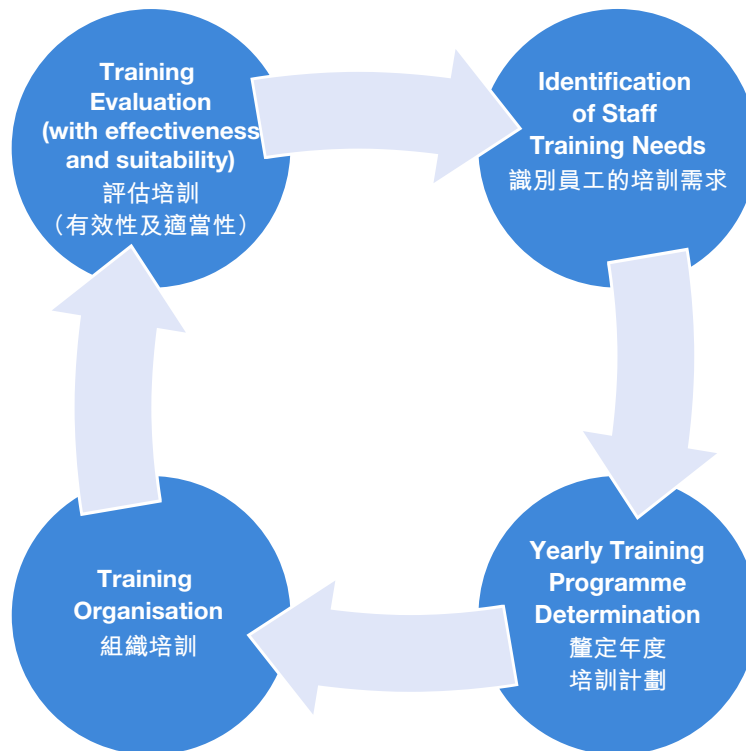 Training
Evaluation
(with effectiveness
and suitability)
評估培訓
（有效性及適當性）
Identification
of Staff
Training Needs
識別員工的培訓需求
Yearly Training
Programme
Determination
釐定年度
培訓計劃
Training
Organisation
組織培訓